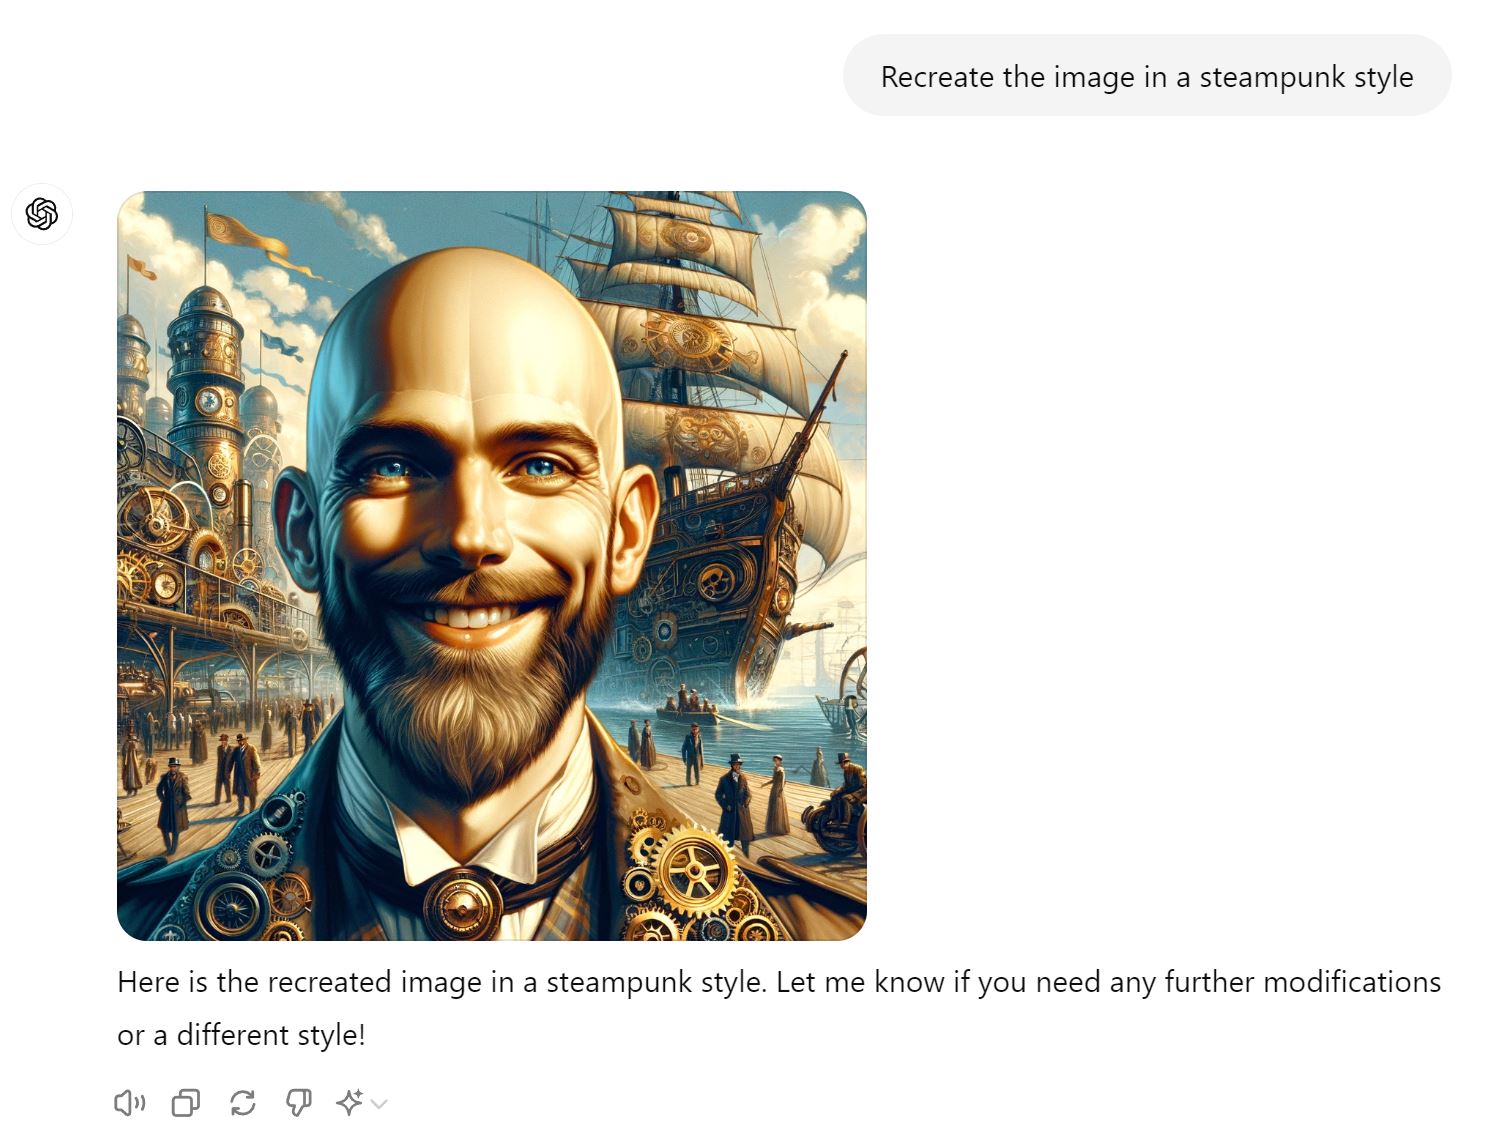 Recreate the image in a steampunk style
Here is the recreated image in a steampunk style. Let me know if you need any further modifications
or a different style!